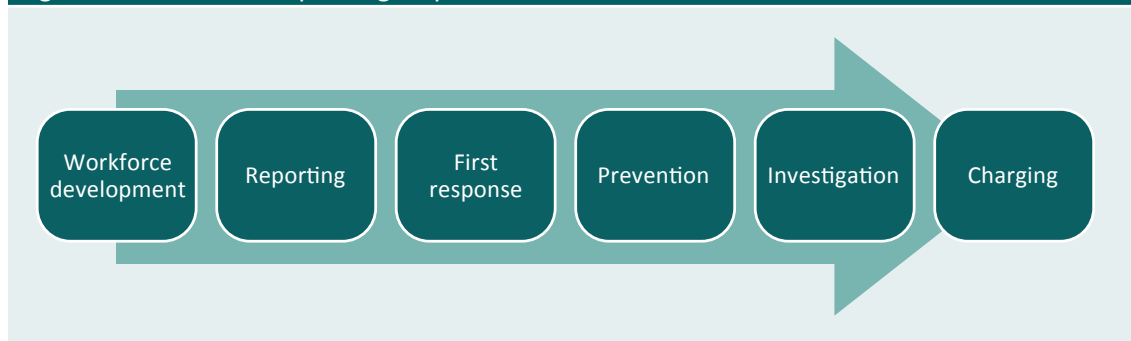 Workforce
development
Reporting
First
response
Prevention
Investigation
Charging